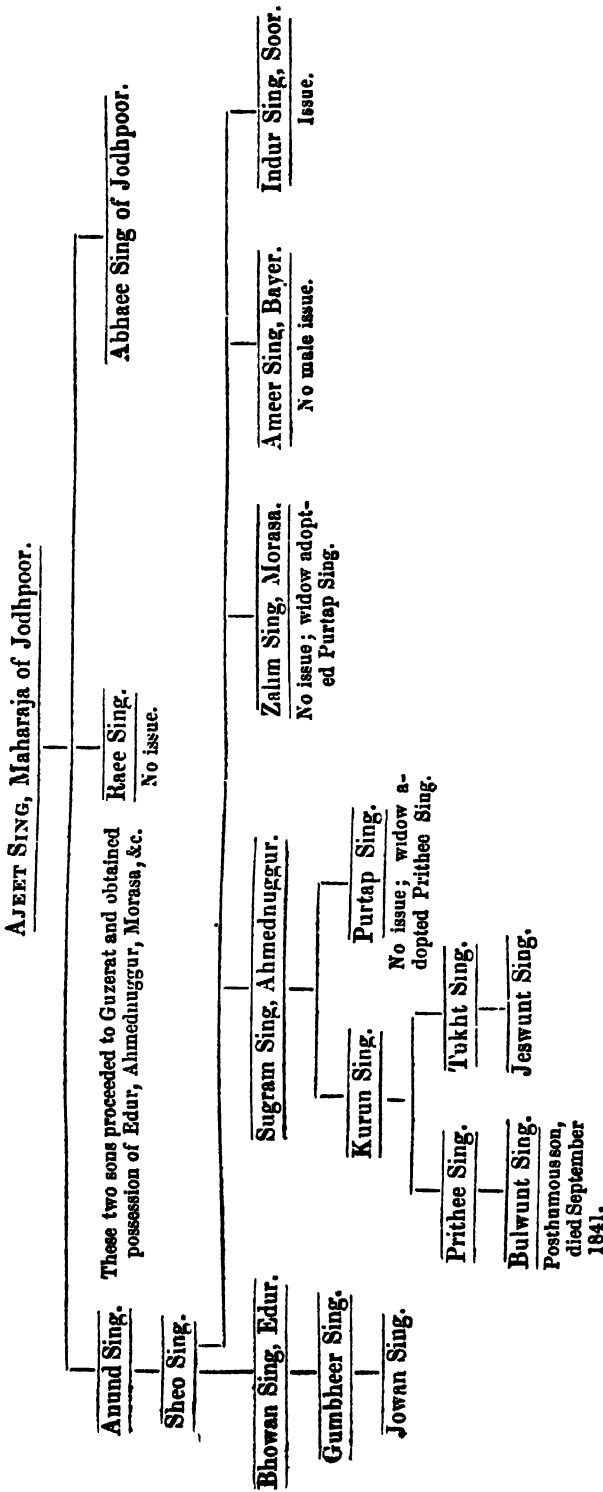 AJEET SING, Maharaja of Jodhpoor.
Anund Sing.
These two sons proceeded to Guzerat and obtained
possession of Edur, Ahmednuggur, Morasa, &c.
Raee Sing.
No issue.
Abhaee Sing of Jodhpoor.
Sheo Sing.
Bhowan Sing, Edur.
Sugram Sing, Ahmednuggur.
Zalim Sing, Morasa.
No issue; widow adopt-
ed Purtap Sing.
Ameer Sing, Bayer.
No male issue.
Indur Sing, Soor.
Issue.
Gumbheer Sing.
Kurun Sing.
Purtap Sing.
No issue; widow a-
dopted Prithee Sing.
Jowan Sing.
Prithee Sing.
Tukht Sing.
Bulwunt Sing.
Posthumous son,
died September
1841.
Jeswunt Sing.